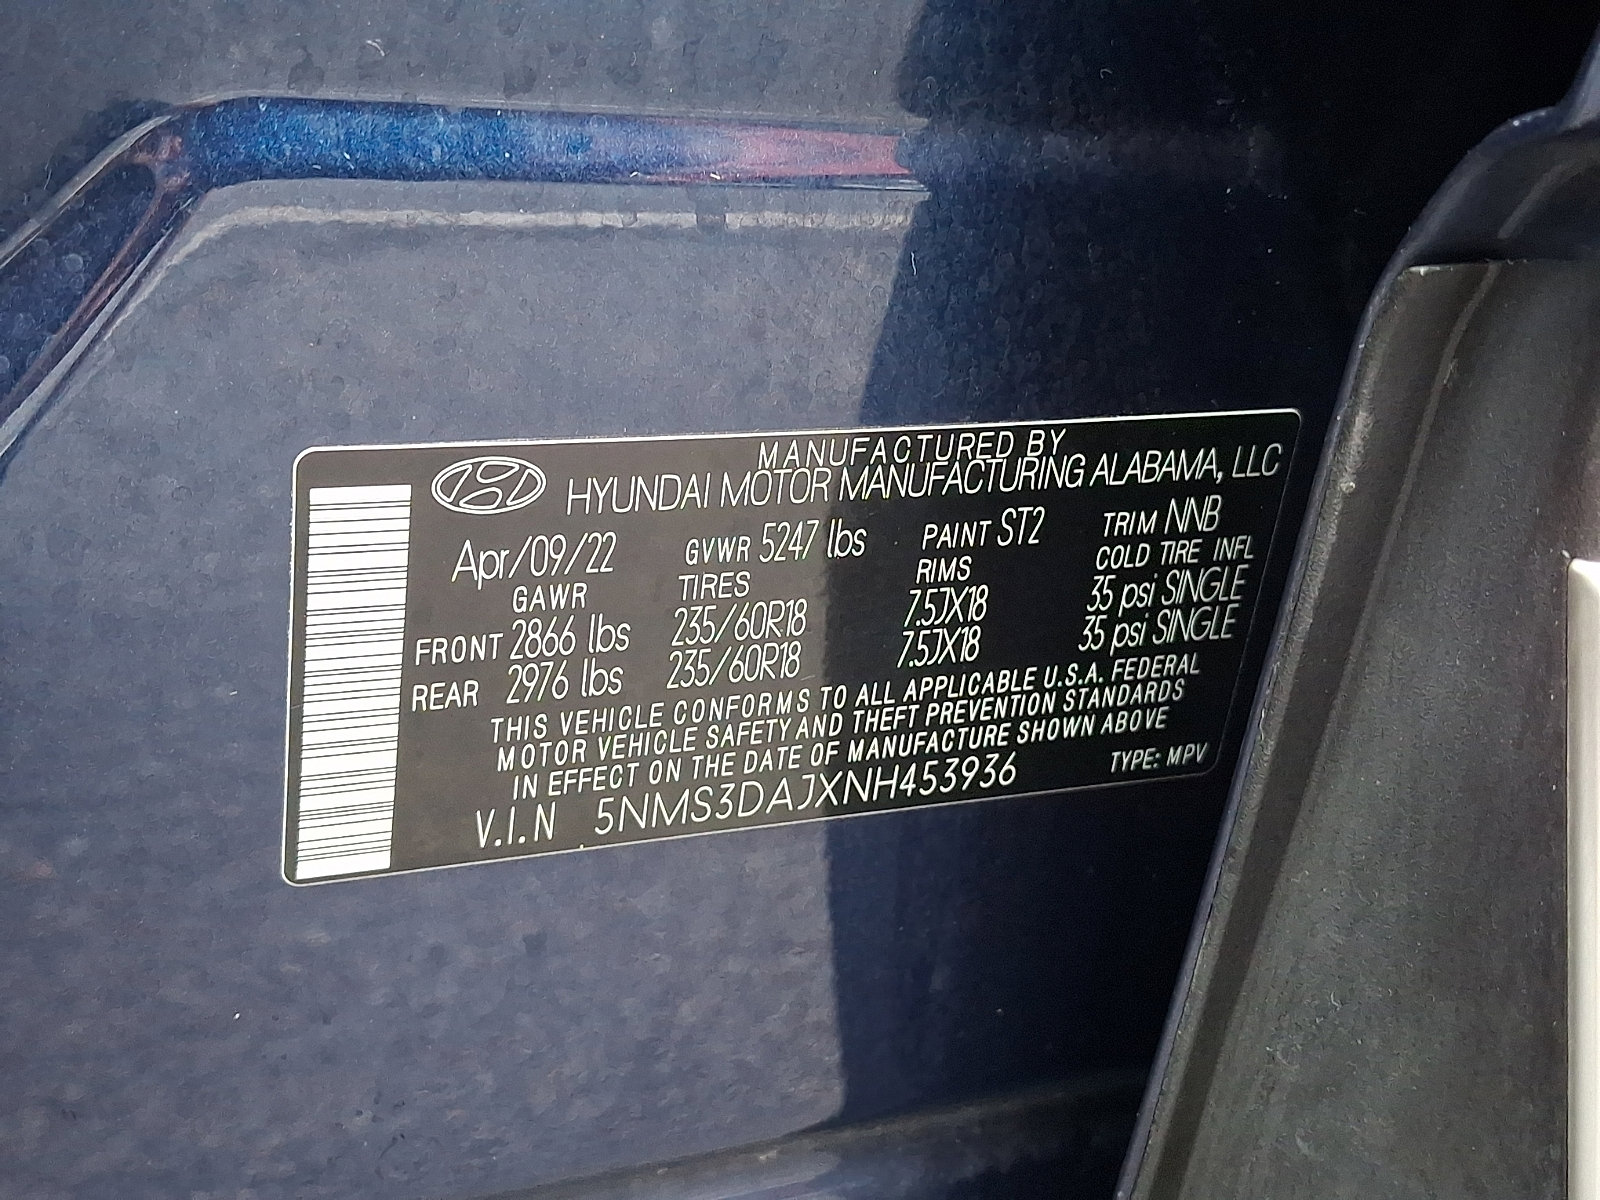 MANUFACTURED BY
HYUNDAI MOTOR MANUFACTURING ALABAMA, LLC
Apr/09/22 GVWR 5247 lbs PAINT ST2 TRIM NNB
GAWR TIRES RIMS COLD TIRE INFL
FRONT 2866 lbs 235/60R18 7.5JX18 35 psi SINGLE
REAR 2976 lbs 235/60R18 7.5JX18 35 psi SINGLE
THIS VEHICLE CONFORMS TO ALL APPLICABLE U.S.A. FEDERAL
MOTOR VEHICLE SAFETY AND THEFT PREVENTION STANDARDS
IN EFFECT ON THE DATE OF MANUFACTURE SHOWN ABOVE
V.I.N 5NMS3DAJXNH453936 TYPE: MPV